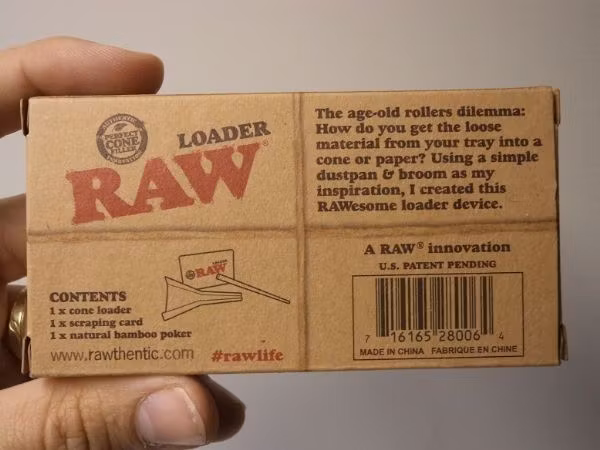 AUTHENTIC
PERFECT
CONE
FILLER
LOADER
RAW®
The age-old rollers dilemma:
How do you get the loose
material from your tray into a
cone or paper? Using a simple
dustpan & broom as my
inspiration, I created this
RAWesome loader device.
A RAW® innovation
U.S. PATENT PENDING
CONTENTS
1 x cone loader
1 x scraping card
1 x natural bamboo poker
LOADER
RAW
www.rawthentic.com #rawlife
7 16165 28006 4
MADE IN CHINA FABRIQUE EN CHINE